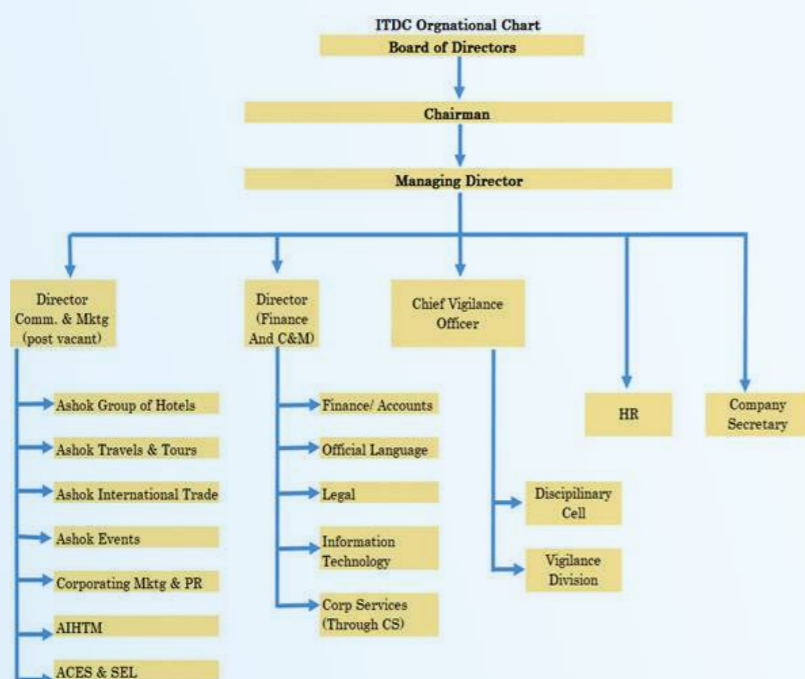 ITDC Orgnational Chart
Board of Directors
Chairman
Managing Director
Director
Comm. & Mktg
(post vacant)
Director
(Finance
And C&M)
Chief Vigilance
Officer
HR
Company
Secretary
Ashok Group of Hotels
Ashok Travels & Tours
Ashok International Trade
Ashok Events
Corporating Mktg & PR
AIHTM
ACES & SEL
Finance/ Accounts
Official Language
Legal
Information
Technology
Corp Services
(Through CS)
Discipilinary
Cell
Vigilance
Division